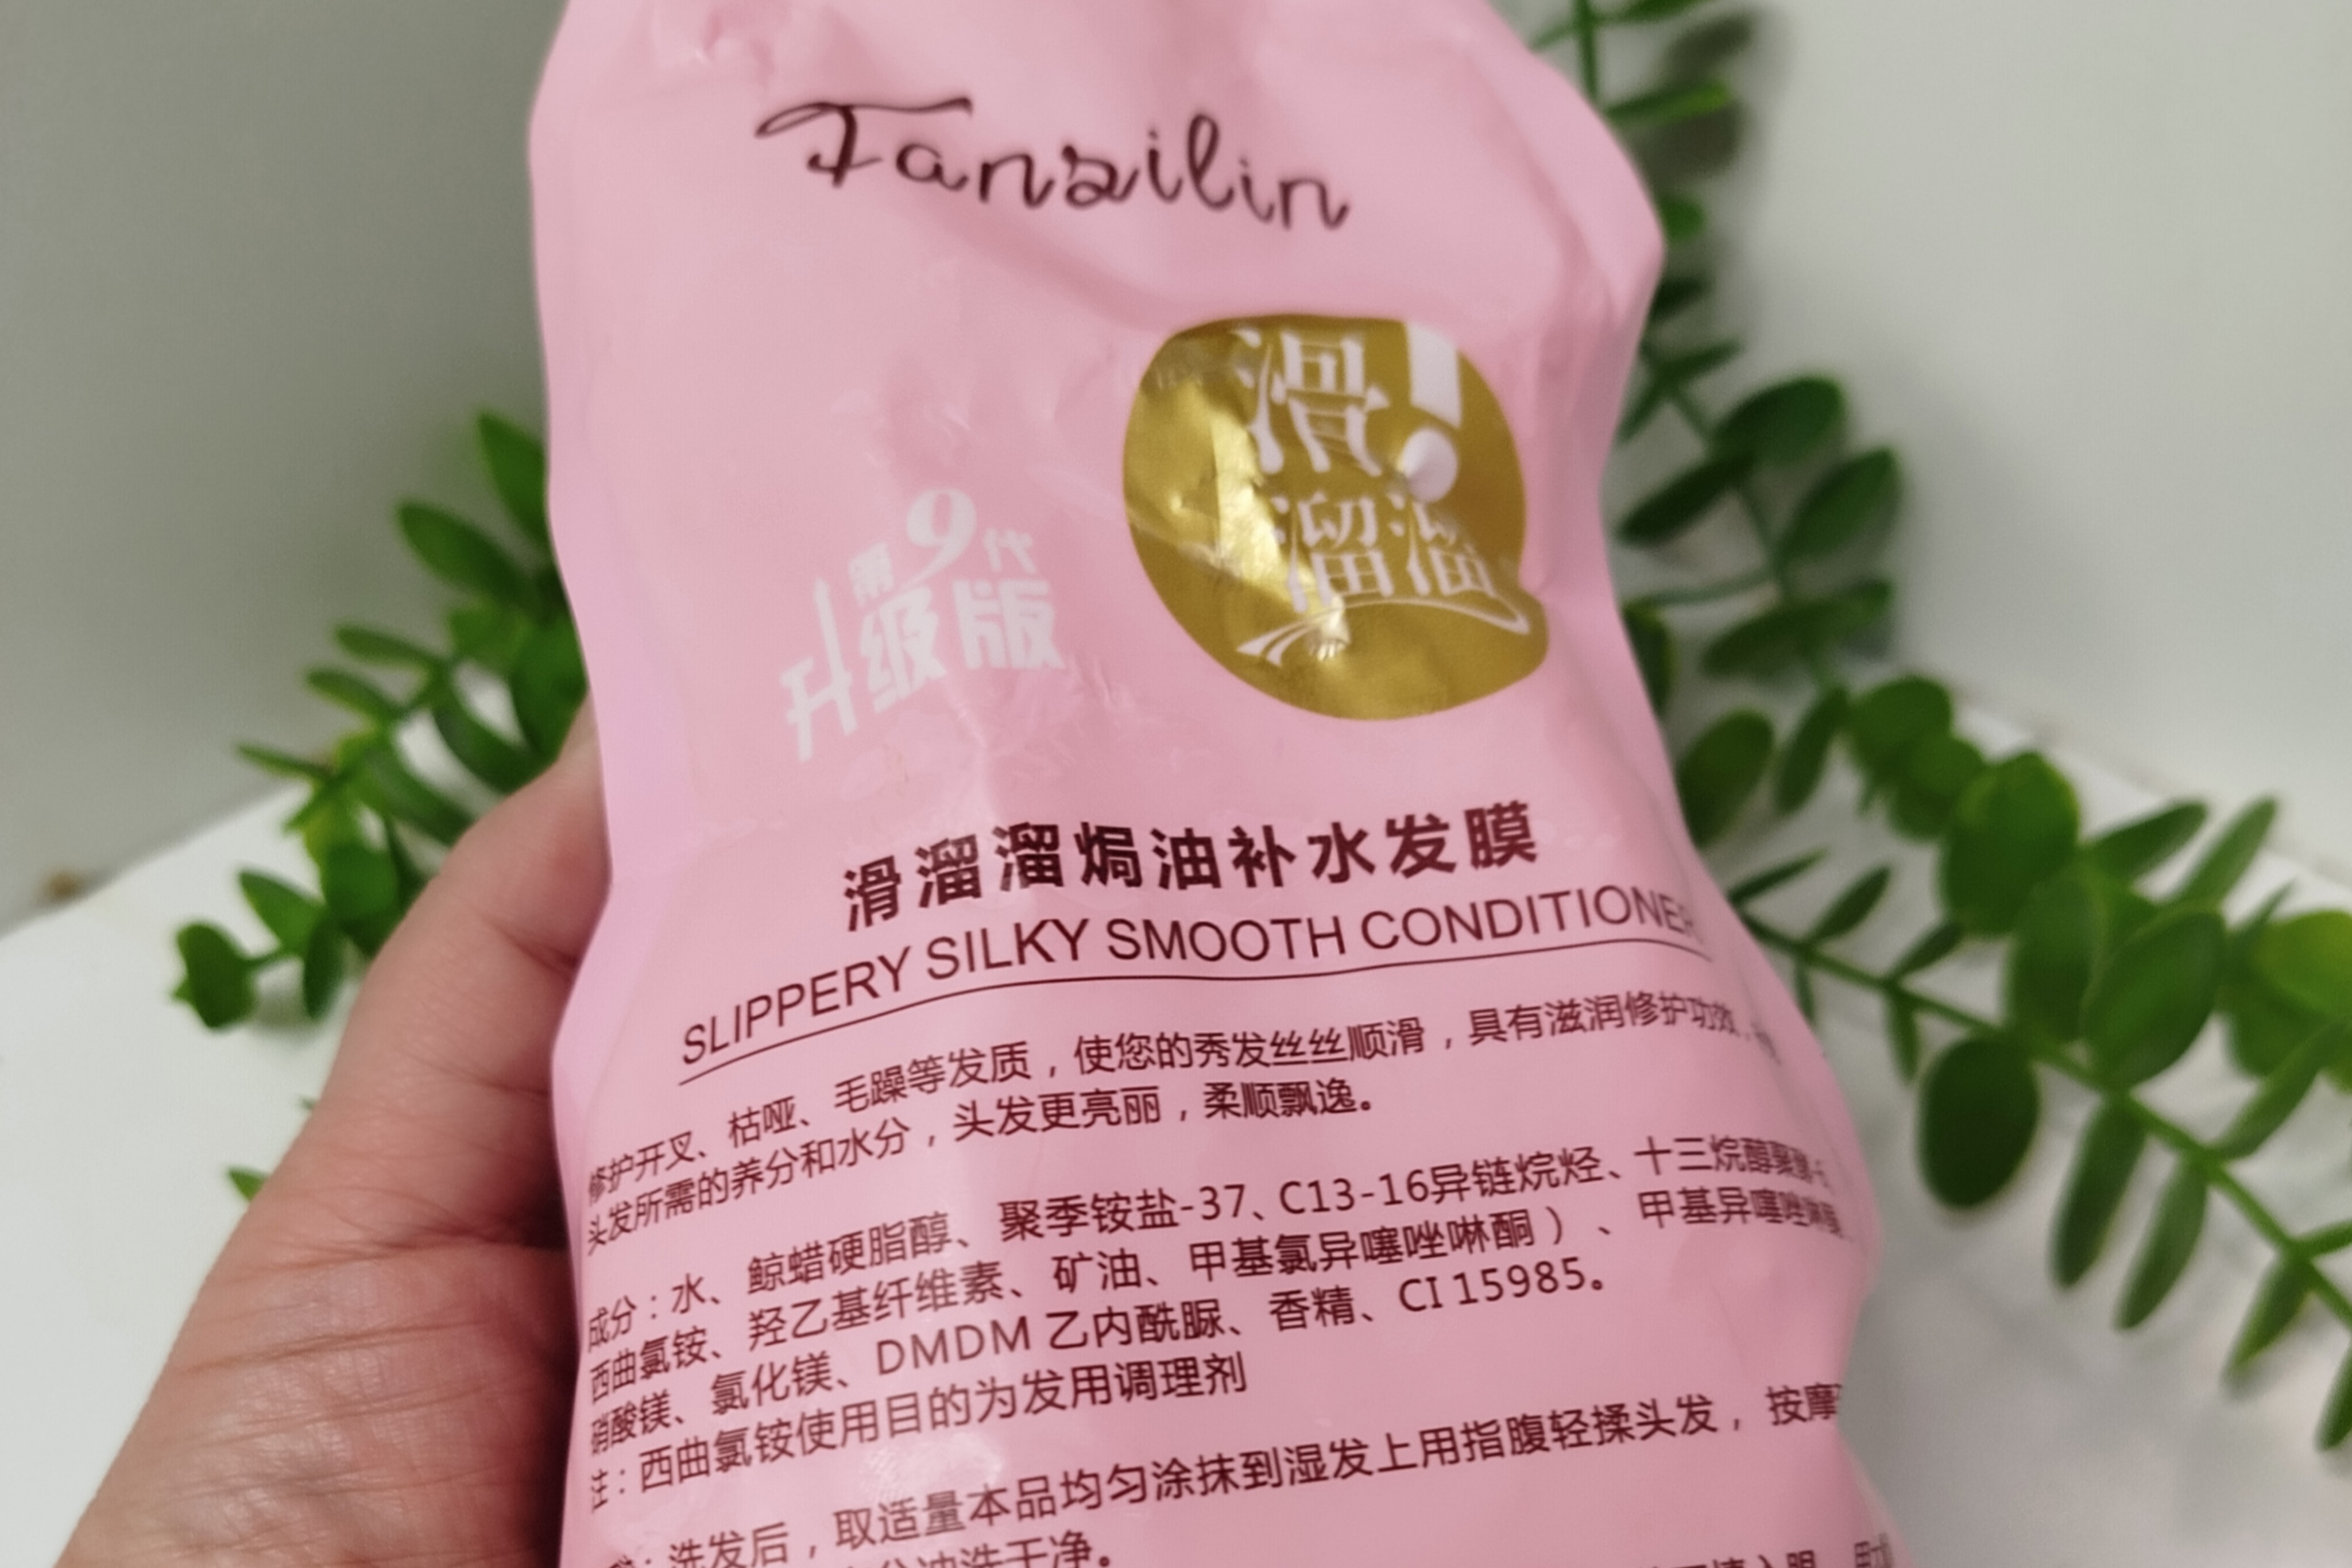 Fansilin
滑!
溜溜
第9代
升级版
滑溜溜焗油补水发膜
SLIPPERY SILKY SMOOTH CONDITIONER
修护开叉、枯哑、毛躁等发质，使您的秀发丝丝顺滑，具有滋润修护功效，
头发所需的养分和水分，头发更亮丽，柔顺飘逸。
成分：水、鲸蜡硬脂醇、聚季铵盐-37、C13-16异链烷烃、十三烷醇聚醚-6
西曲氯铵、羟乙基纤维素、矿油、甲基氯异噻唑啉酮）、甲基异噻唑啉酮
硝酸镁、氯化镁、DMDM 乙内酰脲、香精、CI 15985。
注：西曲氯铵使用目的为发用调理剂
：洗发后，取适量本品均匀涂抹到湿发上用指腹轻揉头发，按摩
冲洗干净。